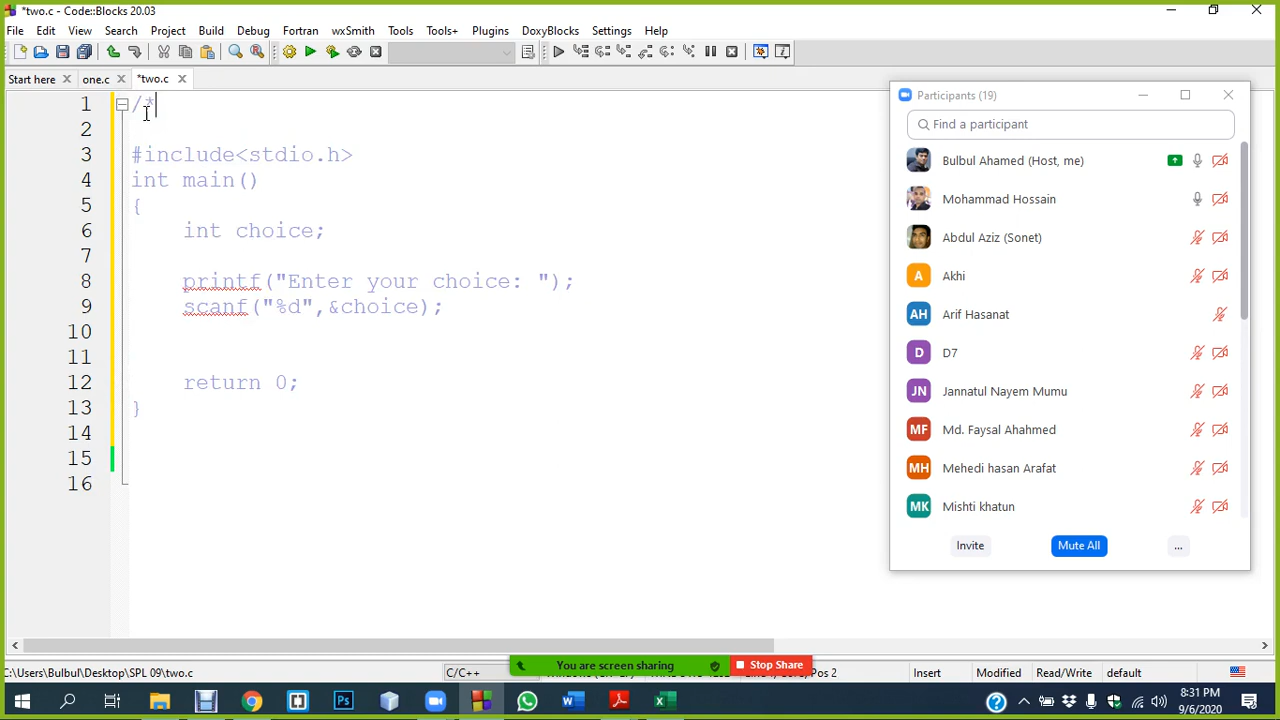 *two.c - Code::Blocks 20.03
File Edit View Search Project Build Debug Fortran wxSmith Tools Tools+ Plugins DoxyBlocks Settings Help
Start here one.c *two.c
1 /*
2
3 #include<stdio.h>
4 int main()
5 {
6 int choice;
7
8 printf("Enter your choice: ");
9 scanf("%d",&choice);
10
11
12 return 0;
13 }
14
15
16
Participants (19)
Find a participant
Bulbul Ahamed (Host, me)
Mohammad Hossain
Abdul Aziz (Sonet)
A Akhi
AH Arif Hasanat
D D7
JN Jannatul Nayem Mumu
MF Md. Faysal Ahahmed
MH Mehedi hasan Arafat
MK Mishti khatun
Invite Mute All ...
You are screen sharing Stop Share
C:\Users\Bulbul\Desktop\SPL 09\two.c C/C++ Pos 2 Insert Modified Read/Write default
8:31 PM
9/6/2020